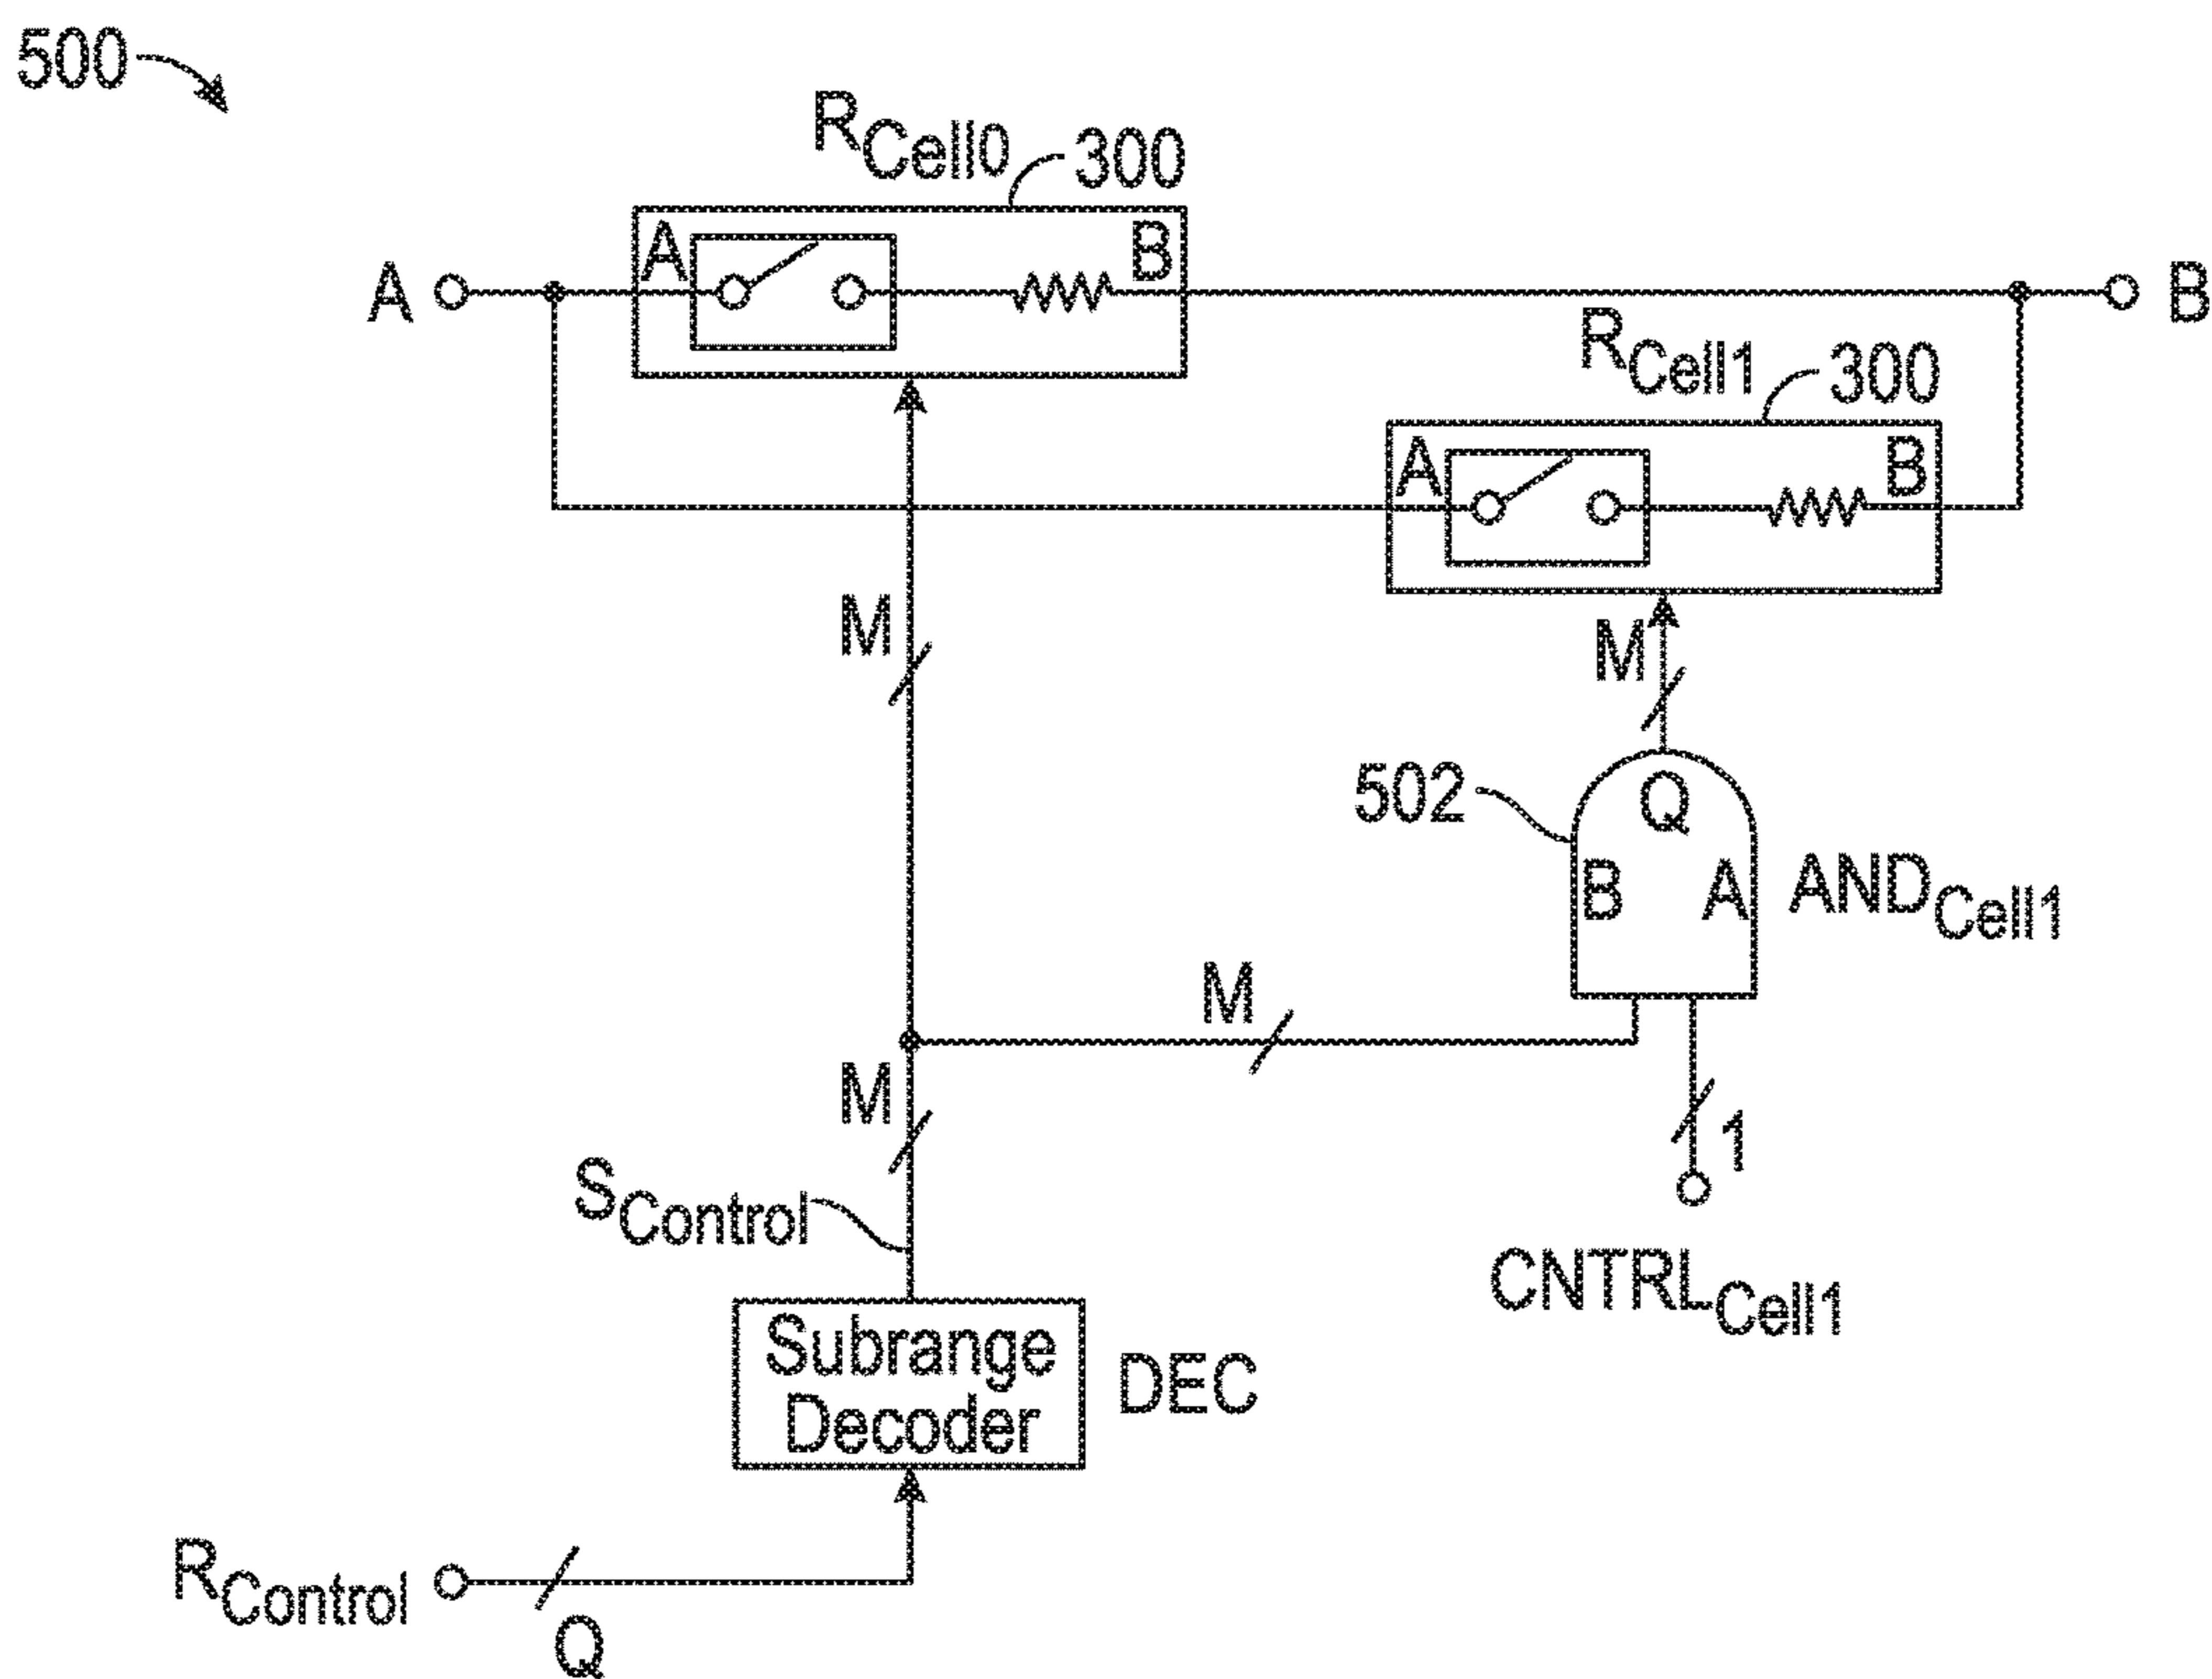 500
RCell0
300
A
A
B
B
RCell1
300
A
B
M
M
502
Q
B
A
ANDCell1
M
M
1
SControl
CNTRLCell1
Subrange
Decoder
DEC
RControl
Q